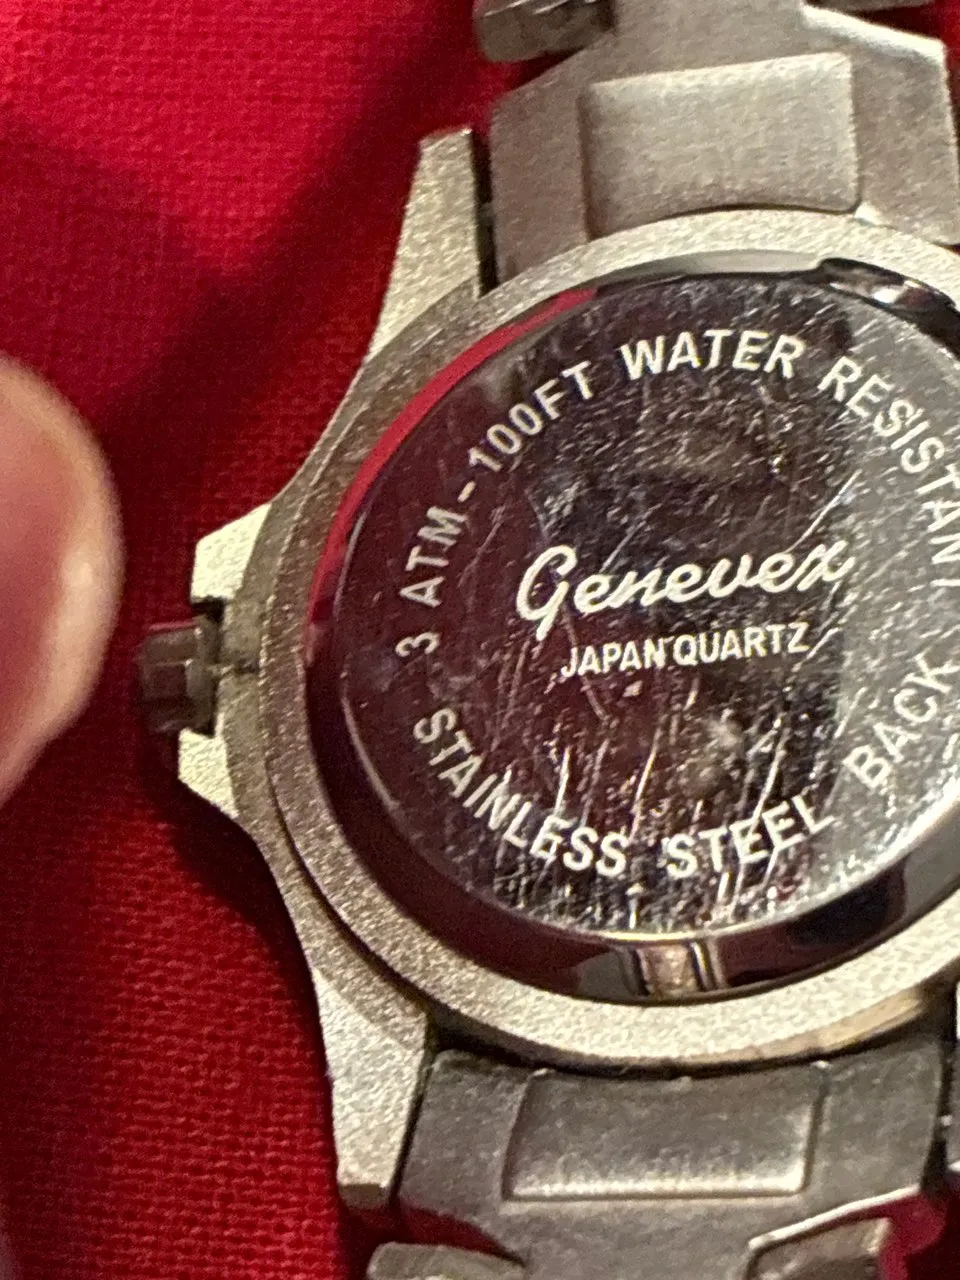 3 ATM-100FT WATER RESISTANT
Genevex
JAPAN QUARTZ
STAINLESS STEEL BACK